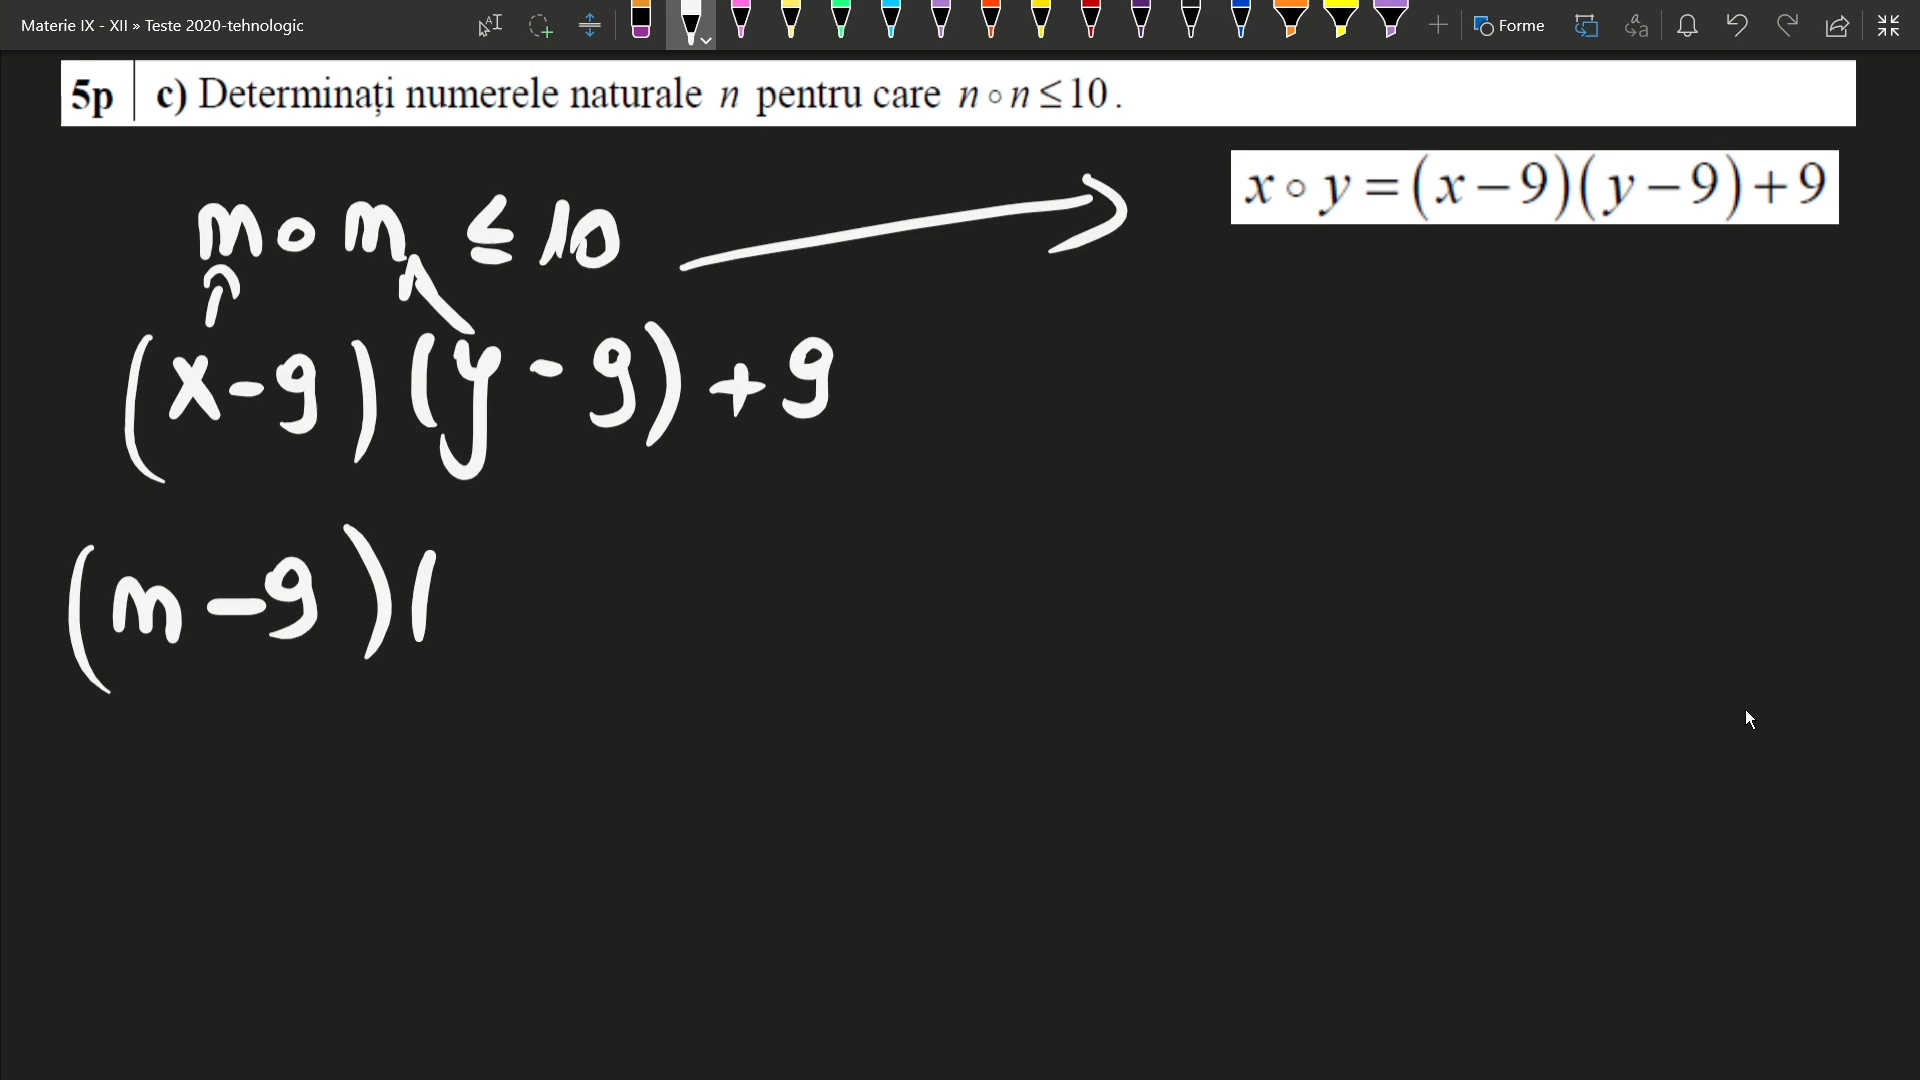 Materie IX - XII » Teste 2020-tehnologic
Forme
5p c) Determinați numerele naturale n pentru care n∘n≤10.
x∘y=(x−9)(y−9)+9
n∘n ≤ 10
(x-9)(y-9)+9
(n-9)(